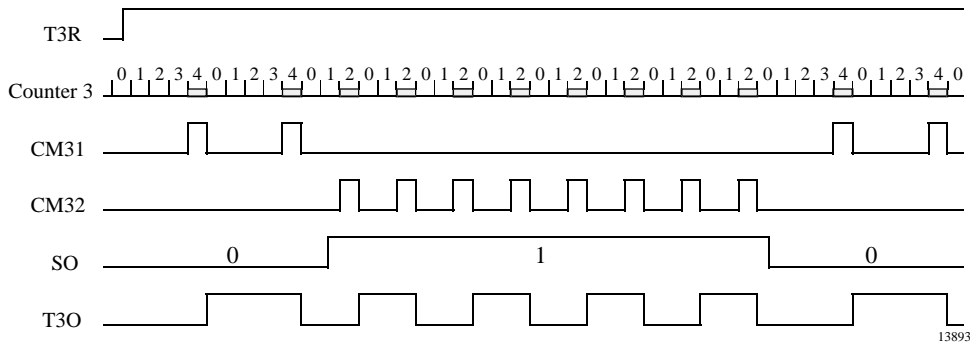 T3R
Counter 3 0 1 2 3 4 0 1 2 3 4 0 1 2 0 1 2 0 1 2 0 1 2 0 1 2 0 1 2 0 1 2 0 1 2 0 1 2 3 4 0 1 2 3 4 0
CM31
CM32
SO 0 1 0
T3O
13893